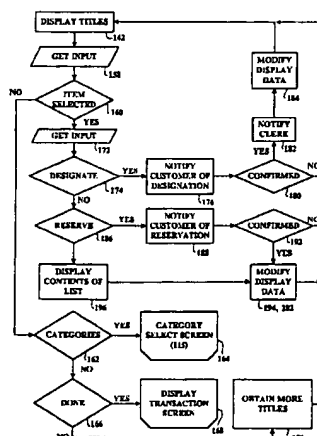 DISPLAY TITLES
142
GET INPUT
158
NO
ITEM
SELECTED
160
YES
GET INPUT
172
DESIGNATE
174
YES
NO
NOTIFY
CUSTOMER OF
DESIGNATION
176
CONFIRMED
180
YES
NO
NOTIFY
CLERK
182
MODIFY
DISPLAY
DATA
184
RESERVE
186
YES
NO
NOTIFY
CUSTOMER OF
RESERVATION
188
CONFIRMED
192
NO
YES
DISPLAY
CONTENTS OF
LIST
196
MODIFY
DISPLAY
DATA
194, 202
CATEGORIES
162
YES
NO
CATEGORY
SELECT SCREEN
(115)
164
DONE
166
YES
NO
DISPLAY
TRANSACTION
SCREEN
168
OBTAIN MORE
TITLES